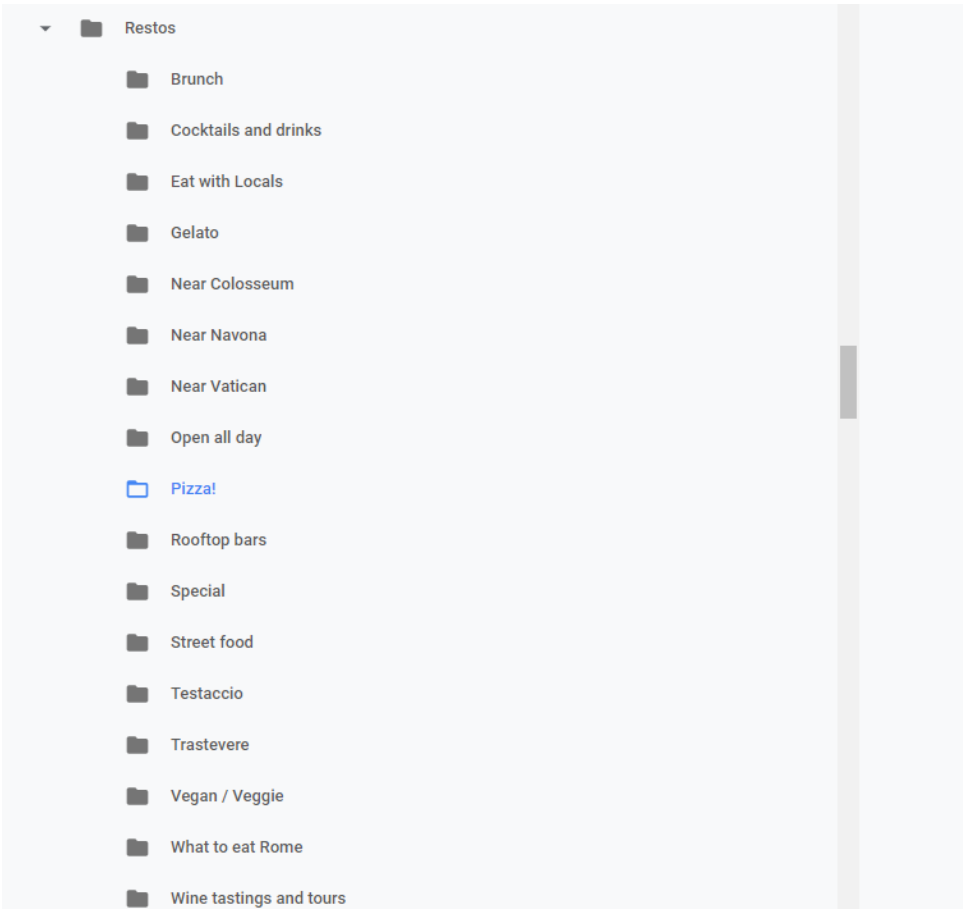 Restos
Brunch
Cocktails and drinks
Eat with Locals
Gelato
Near Colosseum
Near Navona
Near Vatican
Open all day
Pizza!
Rooftop bars
Special
Street food
Testaccio
Trastevere
Vegan / Veggie
What to eat Rome
Wine tastings and tours